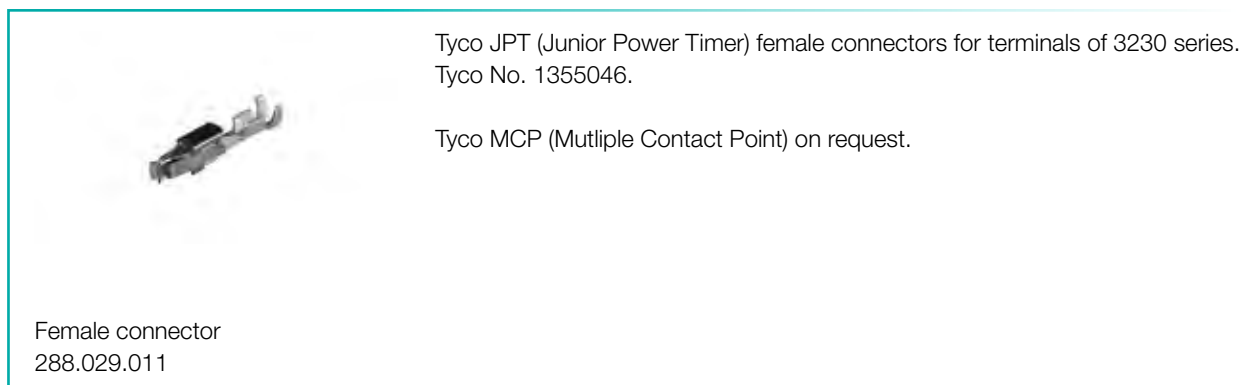 Tyco JPT (Junior Power Timer) female connectors for terminals of 3230 series.
Tyco No. 1355046.
Tyco MCP (Mutliple Contact Point) on request.
Female connector
288.029.011